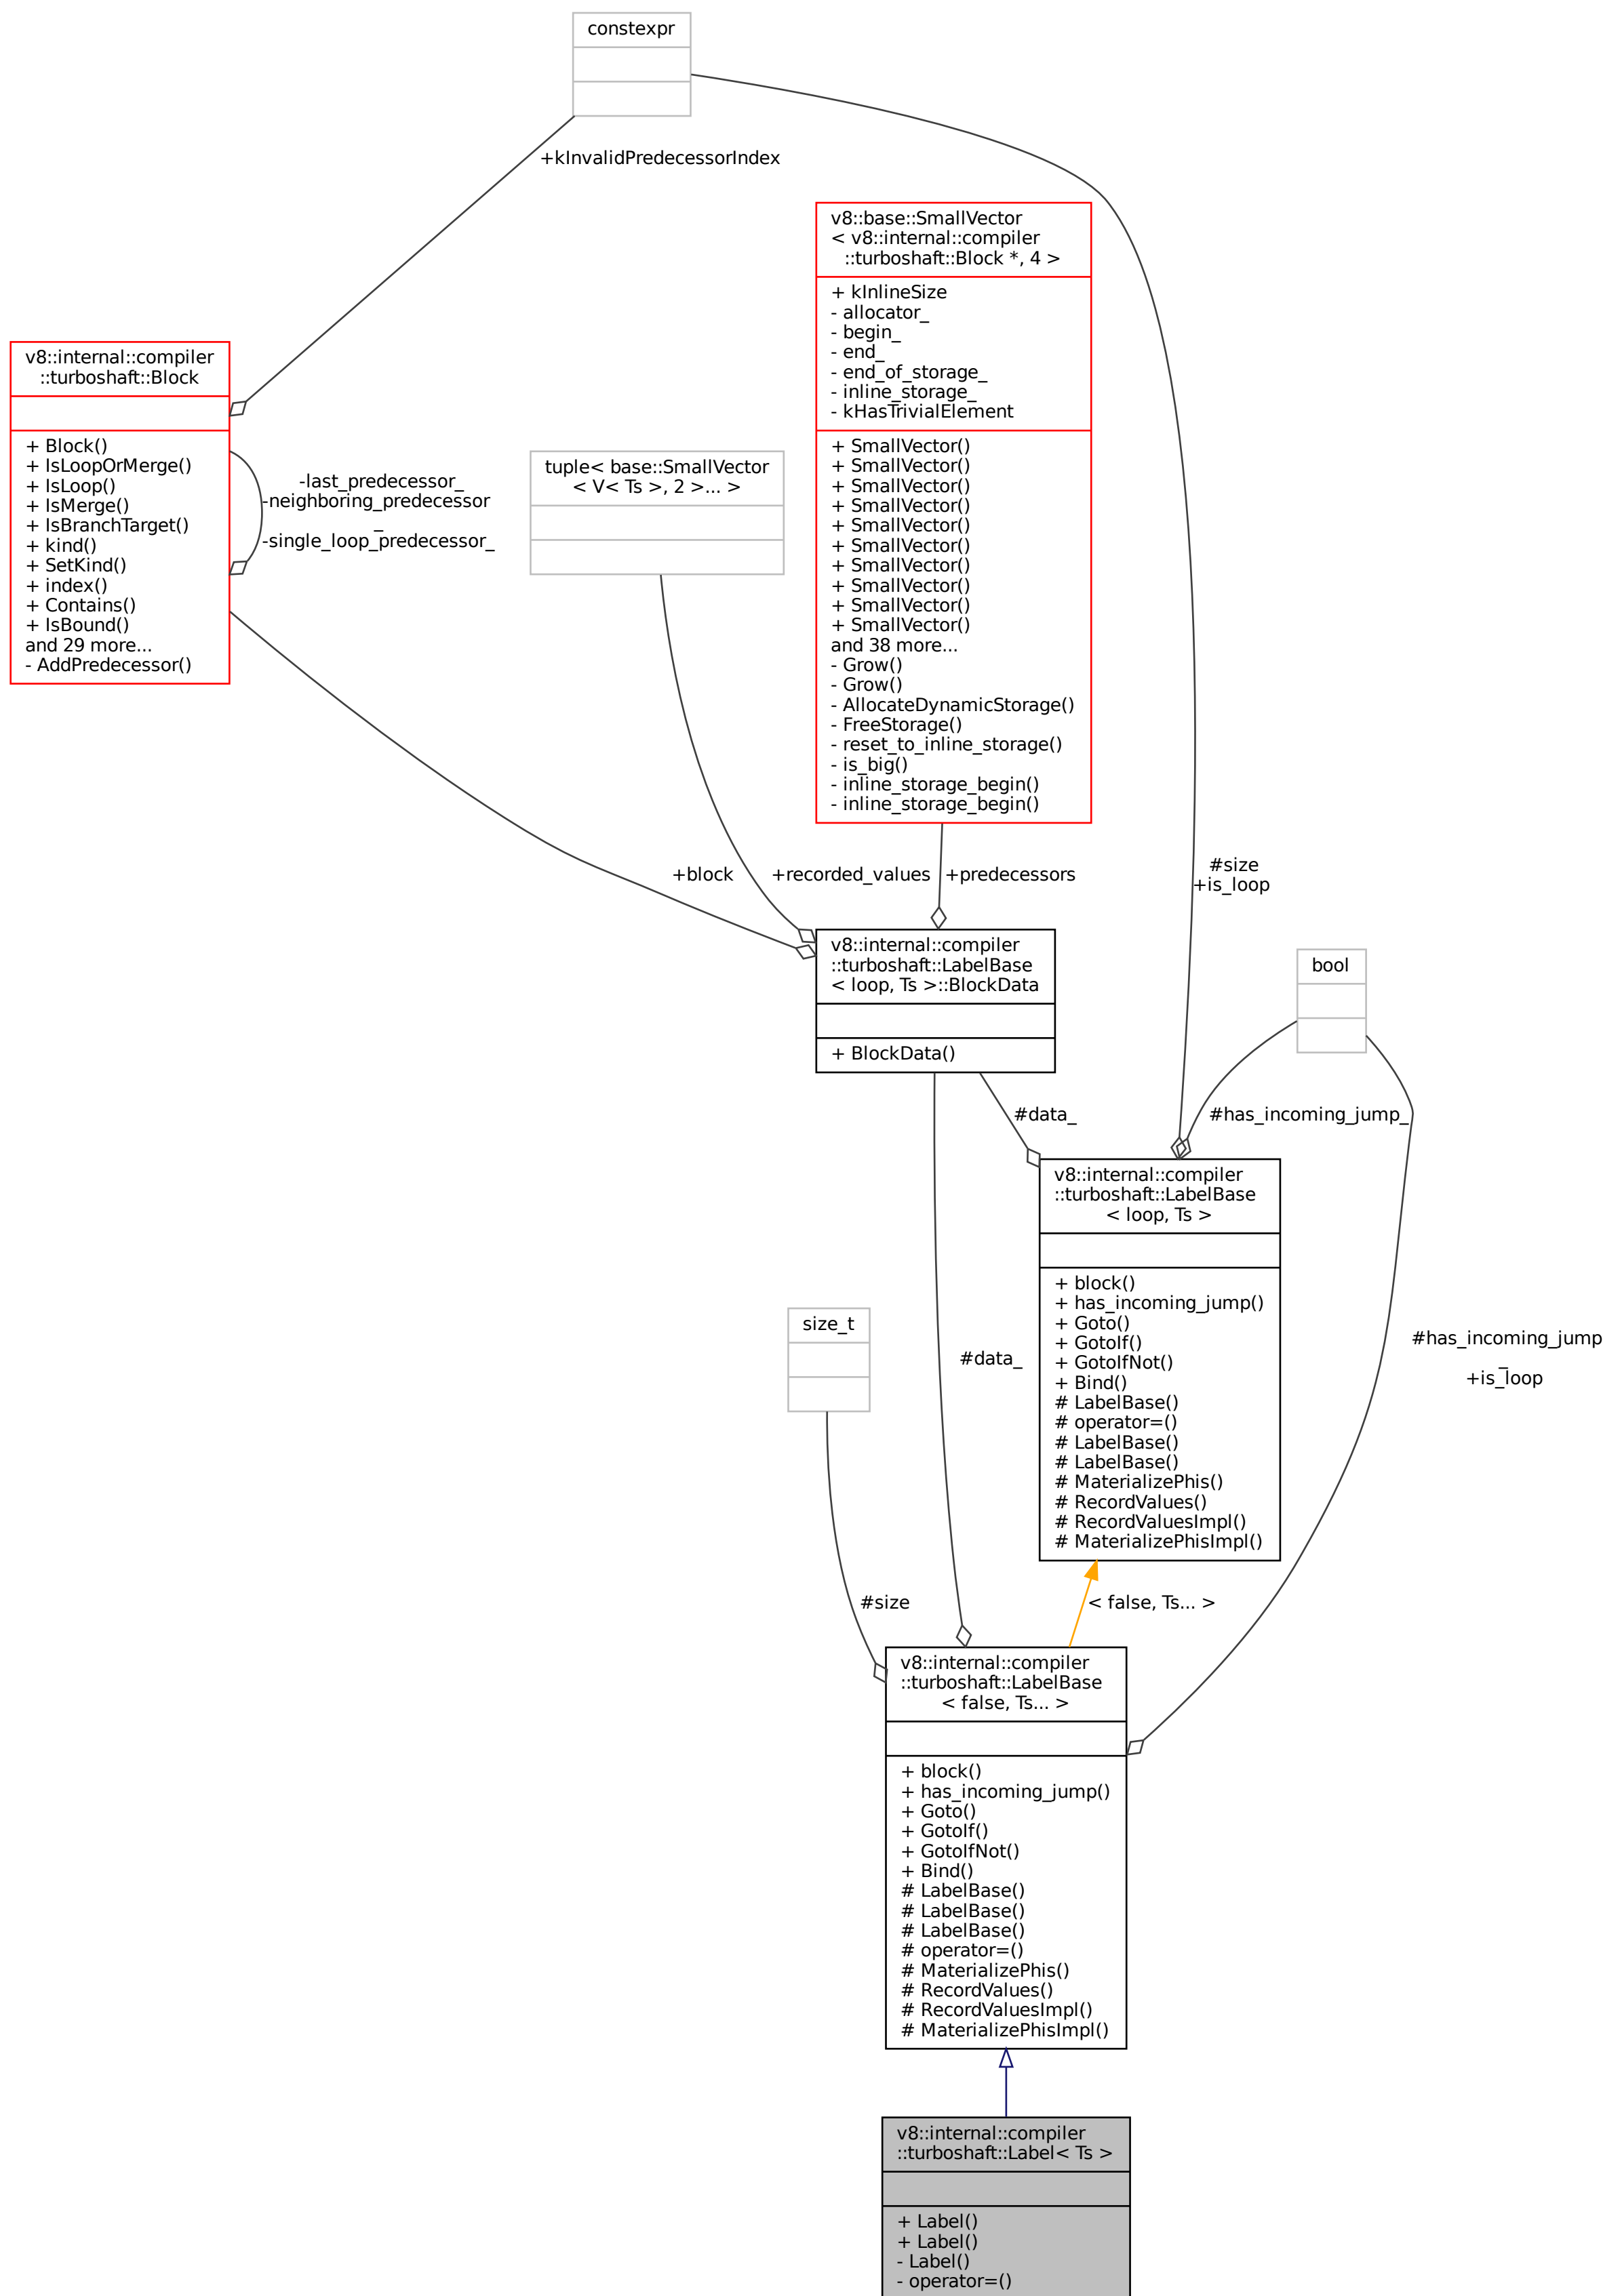 constexpr
+kInvalidPredecessorIndex
v8::base::SmallVector
< v8::internal::compiler
::turboshaft::Block *, 4 >
+ kInlineSize
- allocator_
- begin_
- end_
- end_of_storage_
- inline_storage_
- kHasTrivialElement
+ SmallVector()
+ SmallVector()
+ SmallVector()
+ SmallVector()
+ SmallVector()
+ SmallVector()
+ SmallVector()
+ SmallVector()
+ SmallVector()
+ SmallVector()
and 38 more...
- Grow()
- Grow()
- AllocateDynamicStorage()
- FreeStorage()
- reset_to_inline_storage()
- is_big()
- inline_storage_begin()
- inline_storage_begin()
v8::internal::compiler
::turboshaft::Block
+ Block()
+ IsLoopOrMerge()
+ IsLoop()
+ IsMerge()
+ IsBranchTarget()
+ kind()
+ SetKind()
+ index()
+ Contains()
+ IsBound()
and 29 more...
- AddPredecessor()
-last_predecessor_
-neighboring_predecessor
_
-single_loop_predecessor_
tuple< base::SmallVector
< V< Ts >, 2 >... >
+block
+recorded_values
+predecessors
#size
+is_loop
v8::internal::compiler
::turboshaft::LabelBase
< loop, Ts >::BlockData
+ BlockData()
bool
#data_
#has_incoming_jump_
v8::internal::compiler
::turboshaft::LabelBase
< loop, Ts >
+ block()
+ has_incoming_jump()
+ Goto()
+ GotoIf()
+ GotoIfNot()
+ Bind()
# LabelBase()
# operator=()
# LabelBase()
# LabelBase()
# MaterializePhis()
# RecordValues()
# RecordValuesImpl()
# MaterializePhisImpl()
size_t
#data_
#has_incoming_jump
_
+is_loop
#size
< false, Ts... >
v8::internal::compiler
::turboshaft::LabelBase
< false, Ts... >
+ block()
+ has_incoming_jump()
+ Goto()
+ GotoIf()
+ GotoIfNot()
+ Bind()
# LabelBase()
# LabelBase()
# LabelBase()
# operator=()
# MaterializePhis()
# RecordValues()
# RecordValuesImpl()
# MaterializePhisImpl()
v8::internal::compiler
::turboshaft::Label< Ts >
+ Label()
+ Label()
- Label()
- operator=()